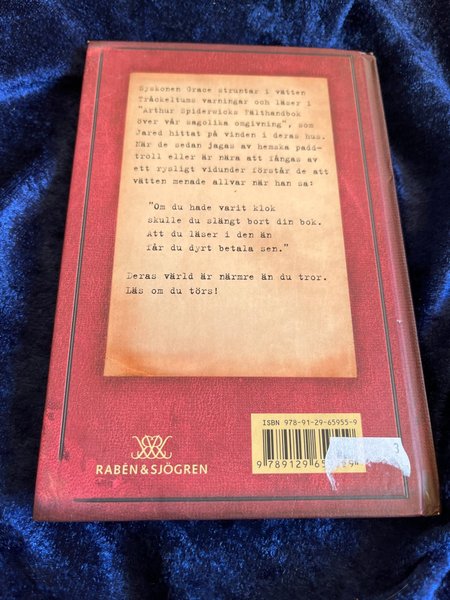 Syskonen Grace struntar i vätten
Tråckeltums varningar och läser i
"Arthur Spiderwicks Fälthandbok
över vår sagolika omgivning", som
Jared hittat på vinden i deras hus.
När de sedan jagas av hemska padd-
troll eller är nära att fångas av
ett rysligt vidunder förstår de att
vätten menade allvar när han sa:
"Om du hade varit klok
skulle du slängt bort din bok.
Att du läser i den än
får du dyrt betala sen."
Deras värld är närmre än du tror.
Läs om du törs!
ISBN 978-91-29-65955-9
9 789129 65
3
RABÉN & SJÖGREN